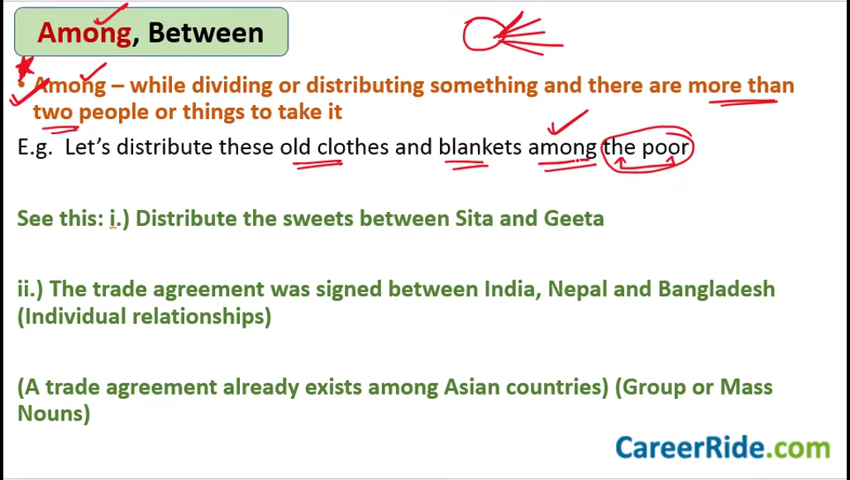 Among, Between
• Among – while dividing or distributing something and there are more than
two people or things to take it
E.g. Let's distribute these old clothes and blankets among the poor
See this: i.) Distribute the sweets between Sita and Geeta
ii.) The trade agreement was signed between India, Nepal and Bangladesh
(Individual relationships)
(A trade agreement already exists among Asian countries) (Group or Mass
Nouns)
CareerRide.com